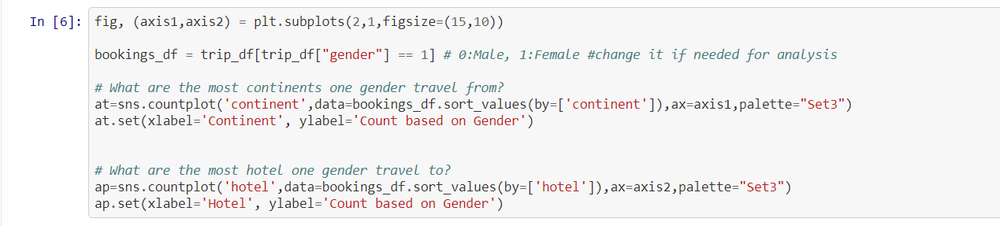 In [6]: fig, (axis1,axis2) = plt.subplots(2,1,figsize=(15,10))
bookings_df = trip_df[trip_df["gender"] == 1] # 0:Male, 1:Female #change it if needed for analysis
# What are the most continents one gender travel from?
at=sns.countplot('continent',data=bookings_df.sort_values(by=['continent']),ax=axis1,palette="Set3")
at.set(xlabel='Continent', ylabel='Count based on Gender')
# What are the most hotel one gender travel to?
ap=sns.countplot('hotel',data=bookings_df.sort_values(by=['hotel']),ax=axis2,palette="Set3")
ap.set(xlabel='Hotel', ylabel='Count based on Gender')